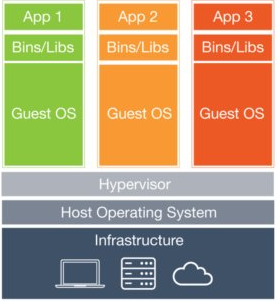 App 1
App 2
App 3
Bins/Libs
Bins/Libs
Bins/Libs
Guest OS
Guest OS
Guest OS
Hypervisor
Host Operating System
Infrastructure